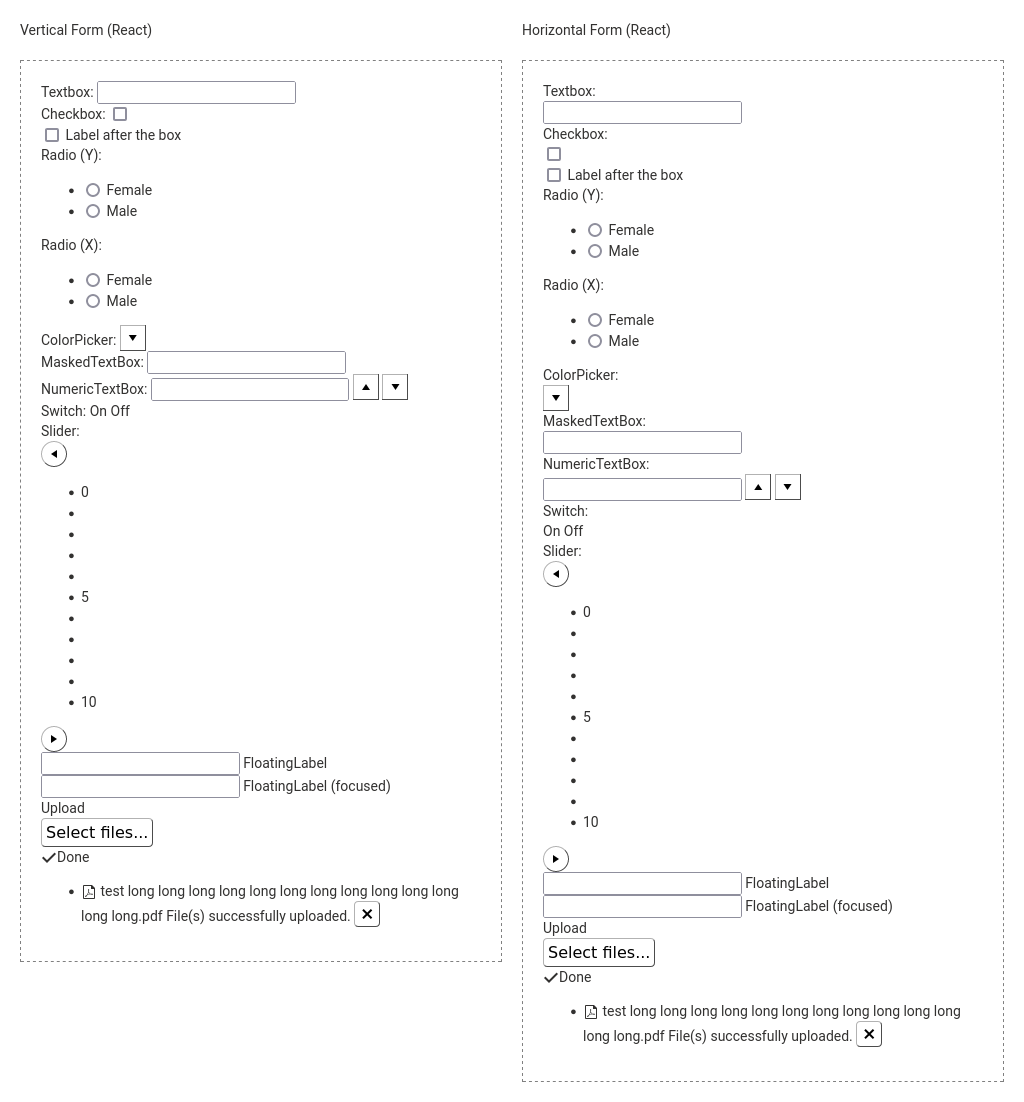 Vertical Form (React)
Textbox:
Checkbox:
Label after the box
Radio (Y):
Female
Male
Radio (X):
Female
Male
ColorPicker:
MaskedTextBox:
NumericTextBox:
Switch: On Off
Slider:
0
5
10
FloatingLabel
FloatingLabel (focused)
Upload
Select files...
Done
test long long long long long long long long long long long
long long.pdf File(s) successfully uploaded.
Horizontal Form (React)
Textbox:
Checkbox:
Label after the box
Radio (Y):
Female
Male
Radio (X):
Female
Male
ColorPicker:
MaskedTextBox:
NumericTextBox:
Switch:
On Off
Slider:
0
5
10
FloatingLabel
FloatingLabel (focused)
Upload
Select files...
Done
test long long long long long long long long long long long
long long.pdf File(s) successfully uploaded.